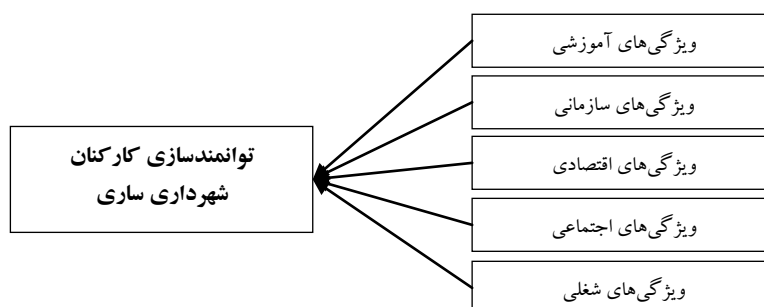 ویژگی‌های آموزشی
ویژگی‌های سازمانی
ویژگی‌های اقتصادی
ویژگی‌های اجتماعی
ویژگی‌های شغلی
توانمندسازی کارکنان
شهرداری ساری